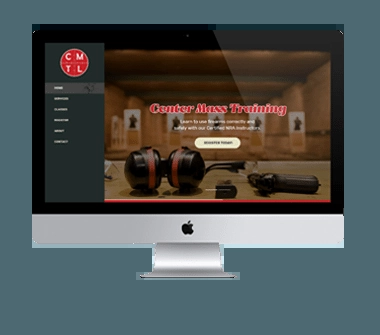 C M
T L
HOME
SERVICES
CLASSES
REGISTER
ABOUT
CONTACT
Center Mass Training
Learn to use firearms correctly and
safely with our Certified NRA Instructors
REGISTER TODAY!